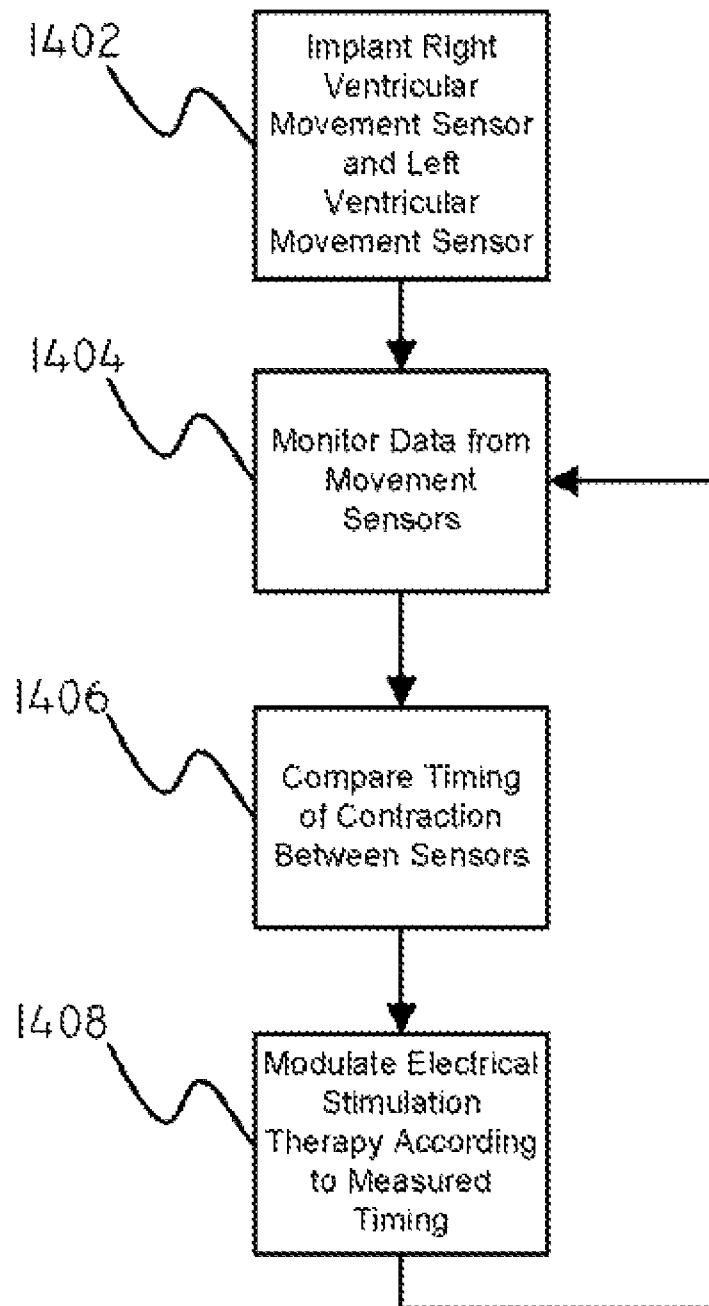 1402
Implant Right
Ventricular
Movement Sensor
and Left
Ventricular
Movement Sensor
1404
Monitor Data from
Movement
Sensors
1406
Compare Timing
of Contraction
Between Sensors
1408
Modulate Electrical
Stimulation
Therapy According
to Measured
Timing